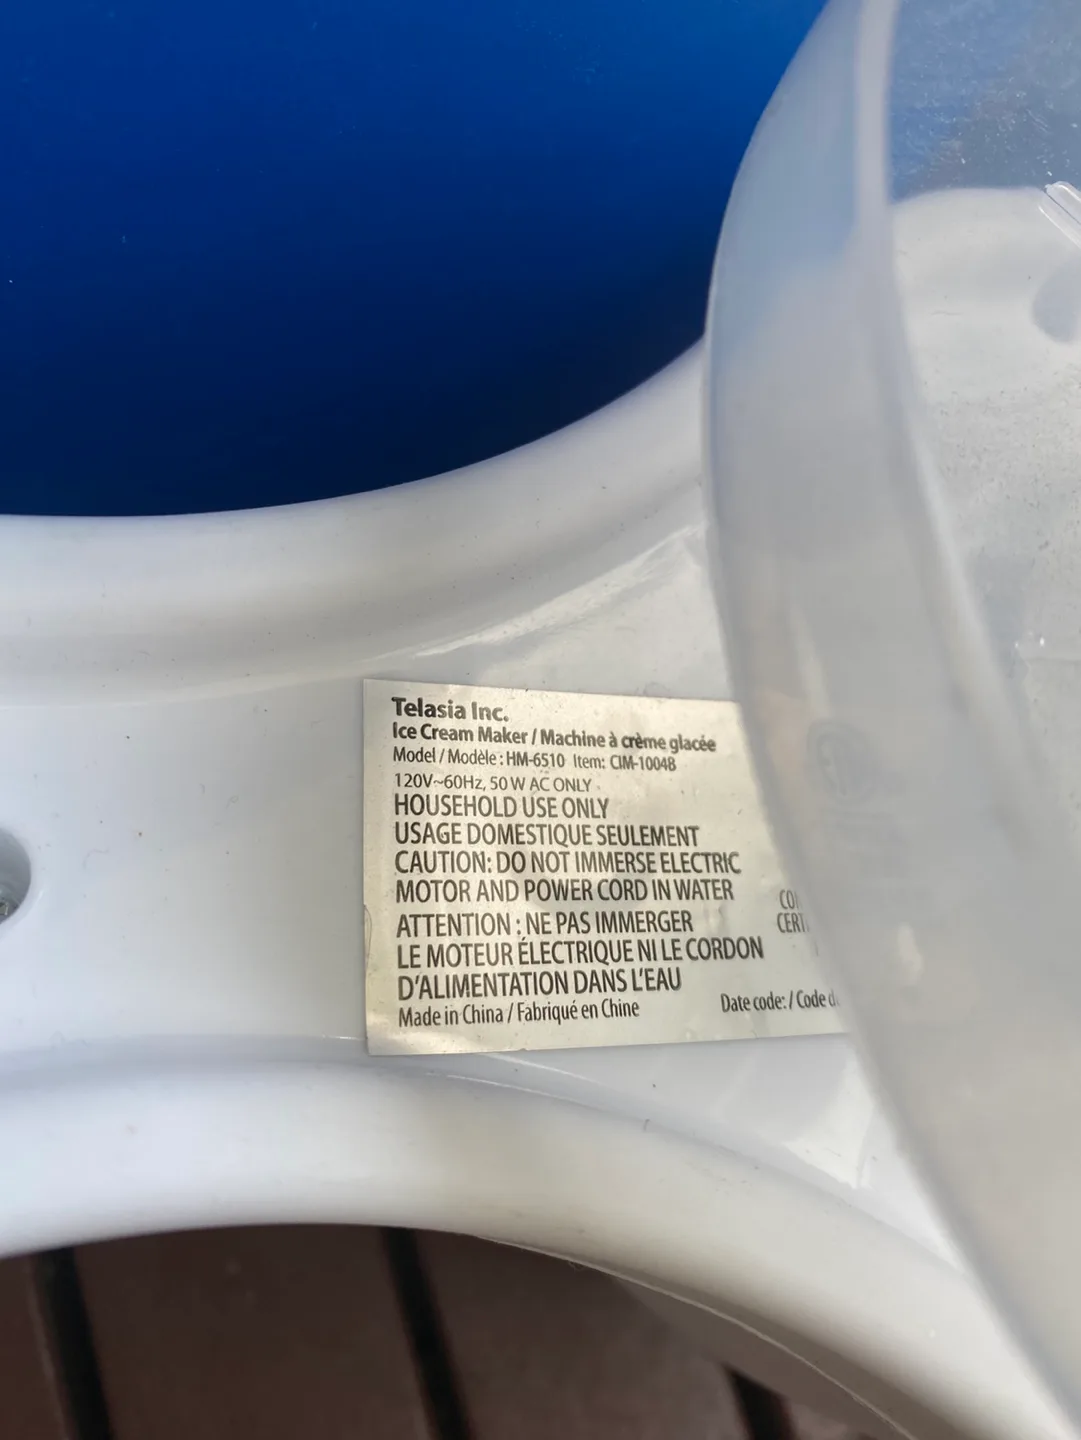 Telasia Inc.
Ice Cream Maker / Machine à crème glacée
Model / Modèle : HM-6510 Item: CIM-10048
120V~60Hz, 50 W AC ONLY
HOUSEHOLD USE ONLY
USAGE DOMESTIQUE SEULEMENT
CAUTION: DO NOT IMMERSE ELECTRIC
MOTOR AND POWER CORD IN WATER
ATTENTION : NE PAS IMMERGER
LE MOTEUR ÉLECTRIQUE NI LE CORDON
D'ALIMENTATION DANS L'EAU
Made in China / Fabriqué en Chine
Date code: / Code